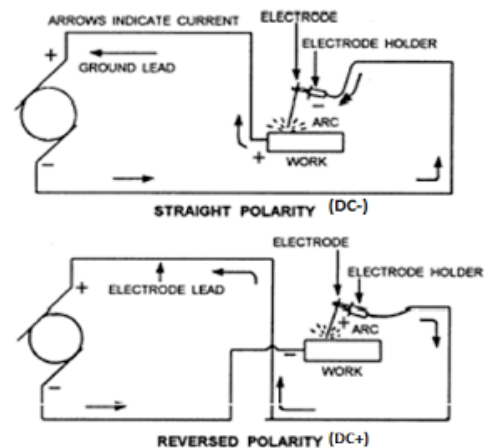 ARROWS INDICATE CURRENT
ELECTRODE
ELECTRODE HOLDER
+
GROUND LEAD
−
ARC
+
WORK
−
STRAIGHT POLARITY (DC-)
ELECTRODE
ELECTRODE HOLDER
+
ELECTRODE LEAD
+
ARC
−
WORK
−
REVERSED POLARITY (DC+)